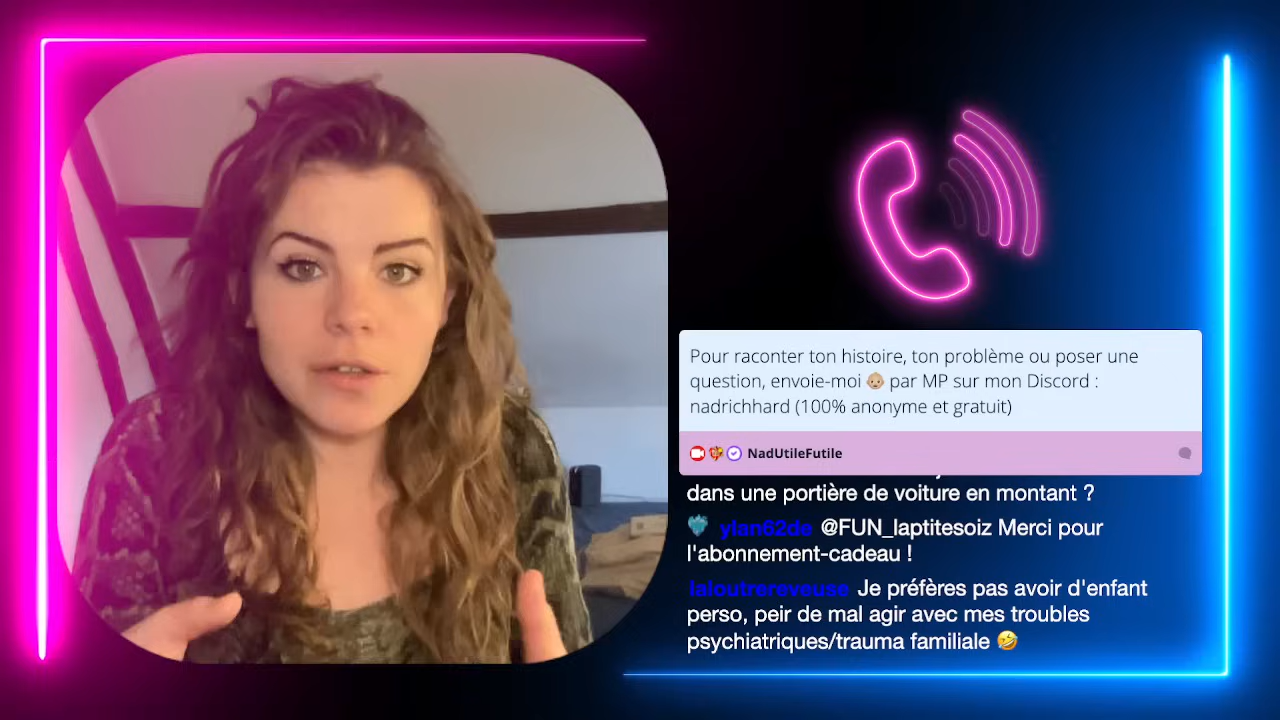 Pour raconter ton histoire, ton problème ou poser une
question, envoie-moi 👶🏼 par MP sur mon Discord :
nadrichhard (100% anonyme et gratuit)
NadUtileFutile
dans une portière de voiture en montant ?
ylan62de @FUN_laptitesoiz Merci pour
l'abonnement-cadeau !
laloutrereveuse Je préfères pas avoir d'enfant
perso, peir de mal agir avec mes troubles
psychiatriques/trauma familiale 🤣